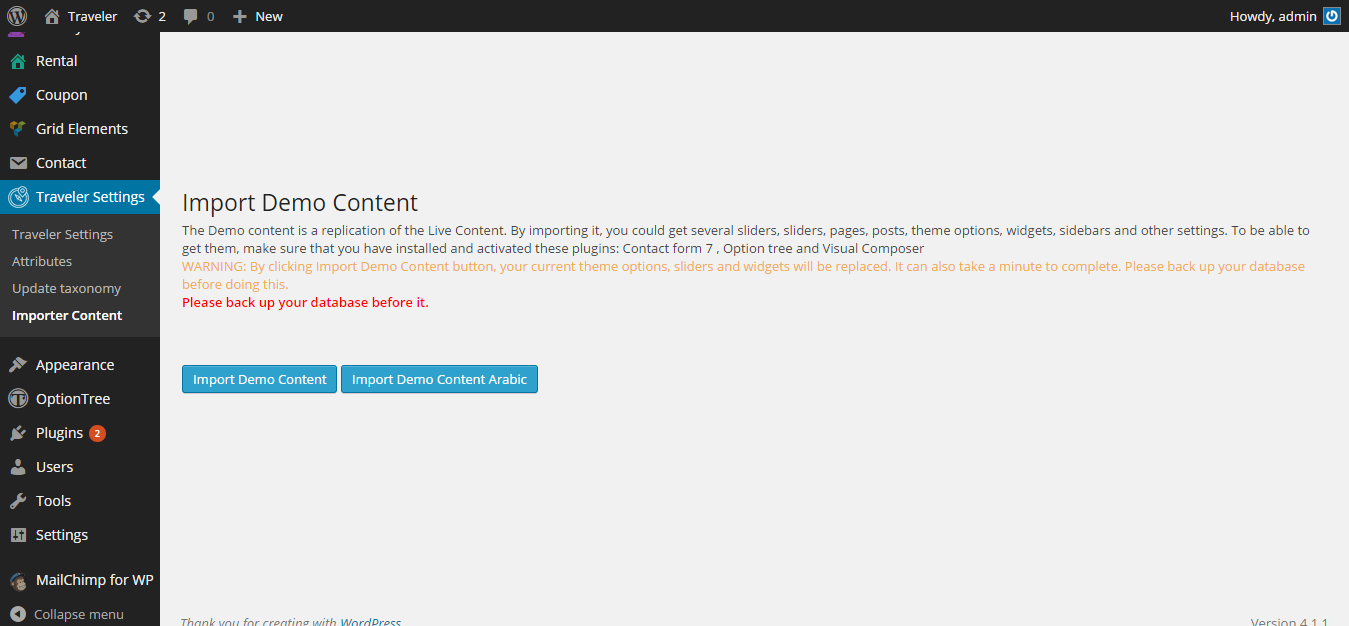 Traveler 2 0 New Howdy, admin
Rental
Coupon
Grid Elements
Contact
Traveler Settings
Traveler Settings
Attributes
Update taxonomy
Importer Content
Appearance
OptionTree
Plugins 2
Users
Tools
Settings
MailChimp for WP
Collapse menu
Import Demo Content
The Demo content is a replication of the Live Content. By importing it, you could get several sliders, sliders, pages, posts, theme options, widgets, sidebars and other settings. To be able to
get them, make sure that you have installed and activated these plugins: Contact form 7 , Option tree and Visual Composer
WARNING: By clicking Import Demo Content button, your current theme options, sliders and widgets will be replaced. It can also take a minute to complete. Please back up your database
before doing this.
Please back up your database before it.
Import Demo Content Import Demo Content Arabic
Thank you for creating with WordPress Version 4.1.1